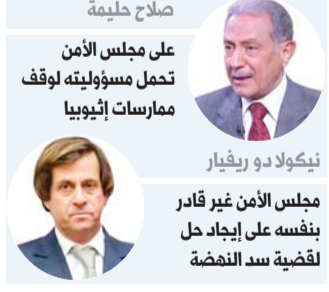 صلاح حليمة
على مجلس الأمن
تحمل مسؤوليته لوقف
ممارسات إثيوبيا
نيكولا دو ريفيار
مجلس الأمن غير قادر
بنفسه على إيجاد حل
لقضية سد النهضة